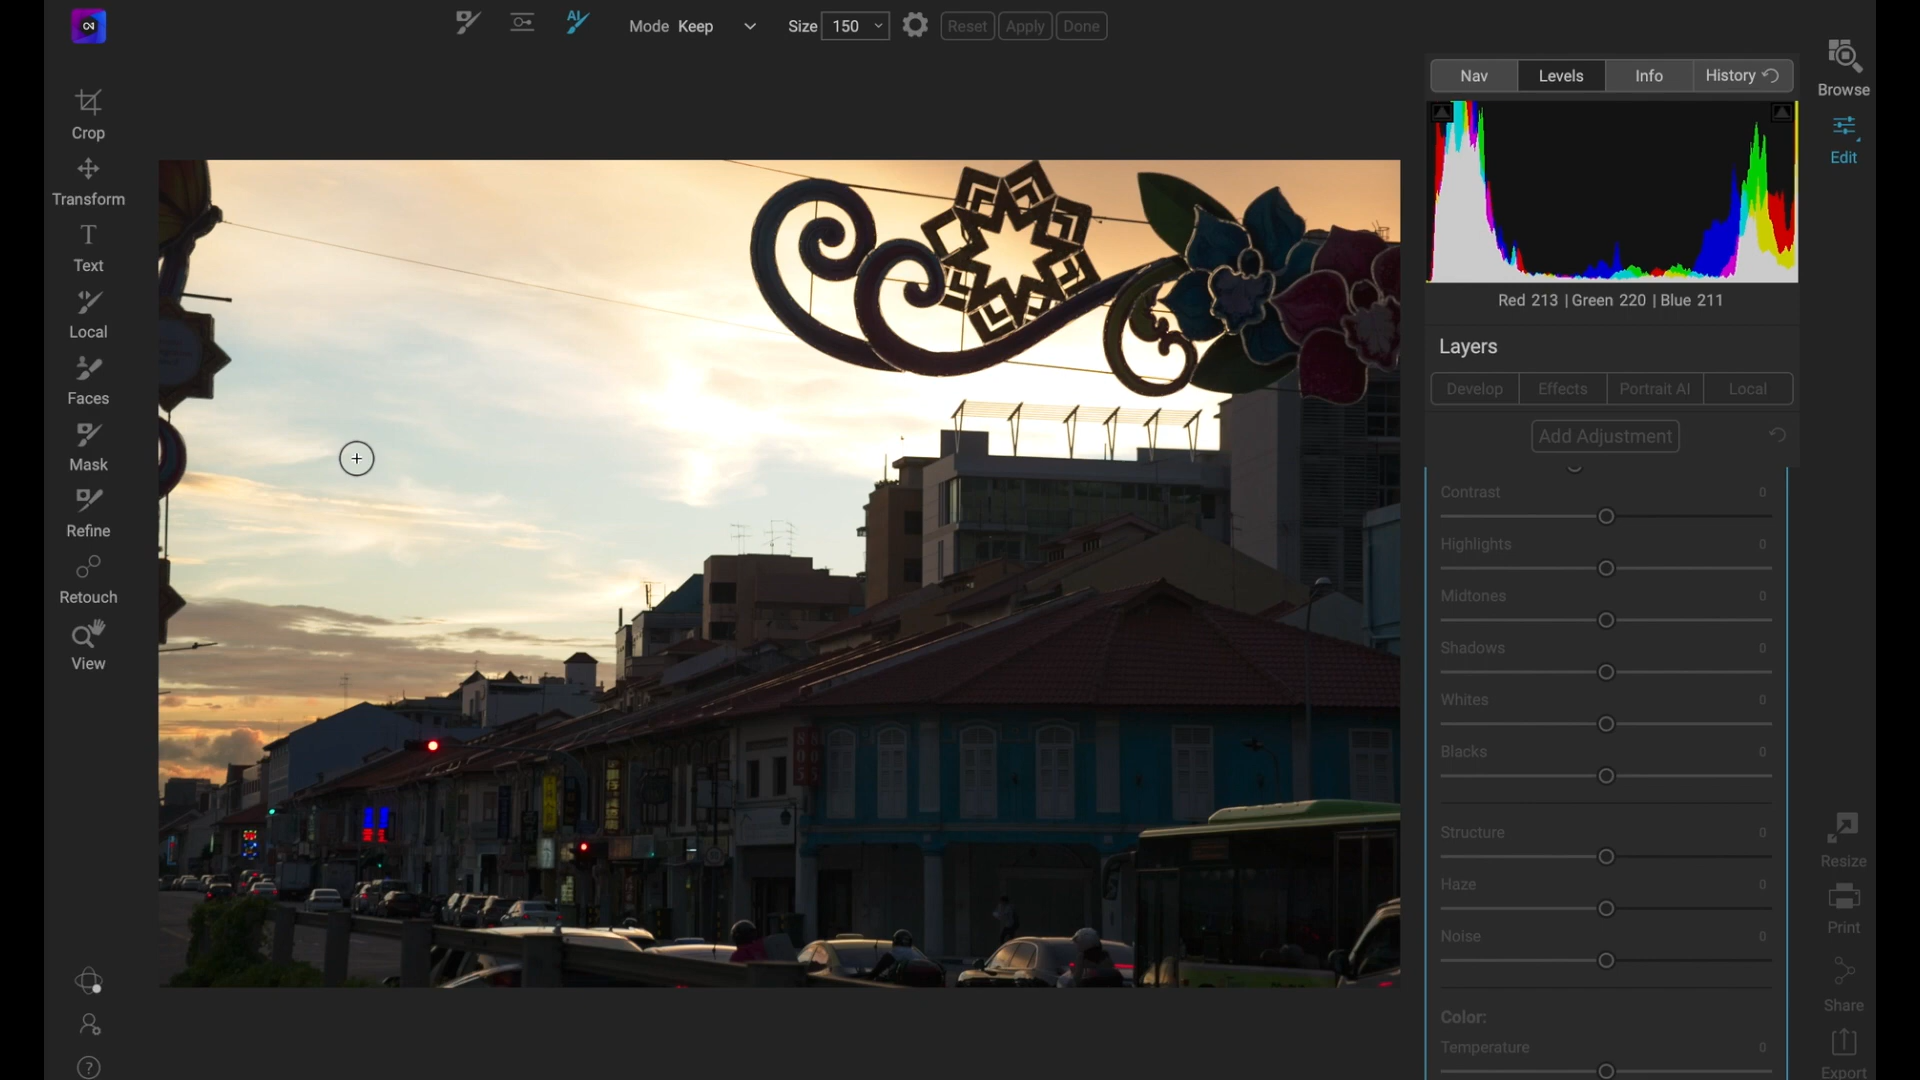 AI
Mode Keep
Size 150
Reset Apply Done
Nav Levels Info History
Browse
Crop
Edit
Transform
Text
Red 213 | Green 220 | Blue 211
Local
Layers
Develop Effects Portrait AI Local
Faces
Add Adjustment
Mask
Contrast 0
Refine
Highlights 0
Midtones 0
Retouch
Shadows 0
View
Whites 0
Blacks 0
805
Structure 0
Resize
Haze 0
Print
Noise 0
Share
Color:
Temperature 0
Export
?